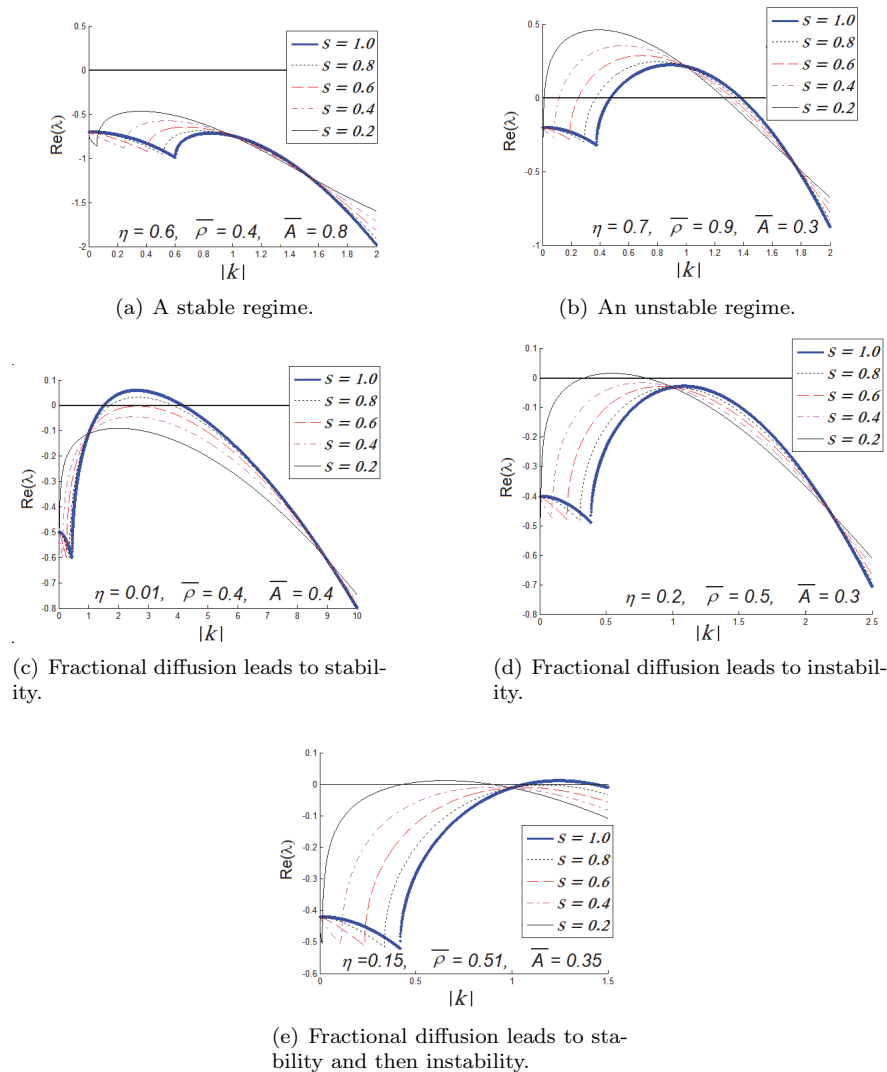 0.5
0
-0.5
-1
-1.5
-2
Re(λ)
0 0.2 0.4 0.6 0.8 1 1.2 1.4 1.6 1.8 2
|k|
s = 1.0
s = 0.8
s = 0.6
s = 0.4
s = 0.2
η = 0.6, ρ̅ = 0.4, A̅ = 0.8
(a) A stable regime.
0.5
0
-0.5
-1
Re(λ)
0 0.2 0.4 0.6 0.8 1 1.2 1.4 1.6 1.8 2
|k|
s = 1.0
s = 0.8
s = 0.6
s = 0.4
s = 0.2
η = 0.7, ρ̅ = 0.9, A̅ = 0.3
(b) An unstable regime.
0.1
0
-0.1
-0.2
-0.3
-0.4
-0.5
-0.6
-0.7
-0.8
Re(λ)
0 1 2 3 4 5 6 7 8 9 10
|k|
s = 1.0
s = 0.8
s = 0.6
s = 0.4
s = 0.2
η = 0.01, ρ̅ = 0.4, A̅ = 0.4
(c) Fractional diffusion leads to stabil-
ity.
0.1
0
-0.1
-0.2
-0.3
-0.4
-0.5
-0.6
-0.7
-0.8
Re(λ)
0 0.5 1 1.5 2 2.5
|k|
s = 1.0
s = 0.8
s = 0.6
s = 0.4
s = 0.2
η = 0.2, ρ̅ = 0.5, A̅ = 0.3
(d) Fractional diffusion leads to instabil-
ity.
0.1
0
-0.1
-0.2
-0.3
-0.4
-0.5
-0.6
Re(λ)
0 0.5 1 1.5
|k|
s = 1.0
s = 0.8
s = 0.6
s = 0.4
s = 0.2
η =0.15, ρ̅ = 0.51, A̅ = 0.35
(e) Fractional diffusion leads to sta-
bility and then instability.